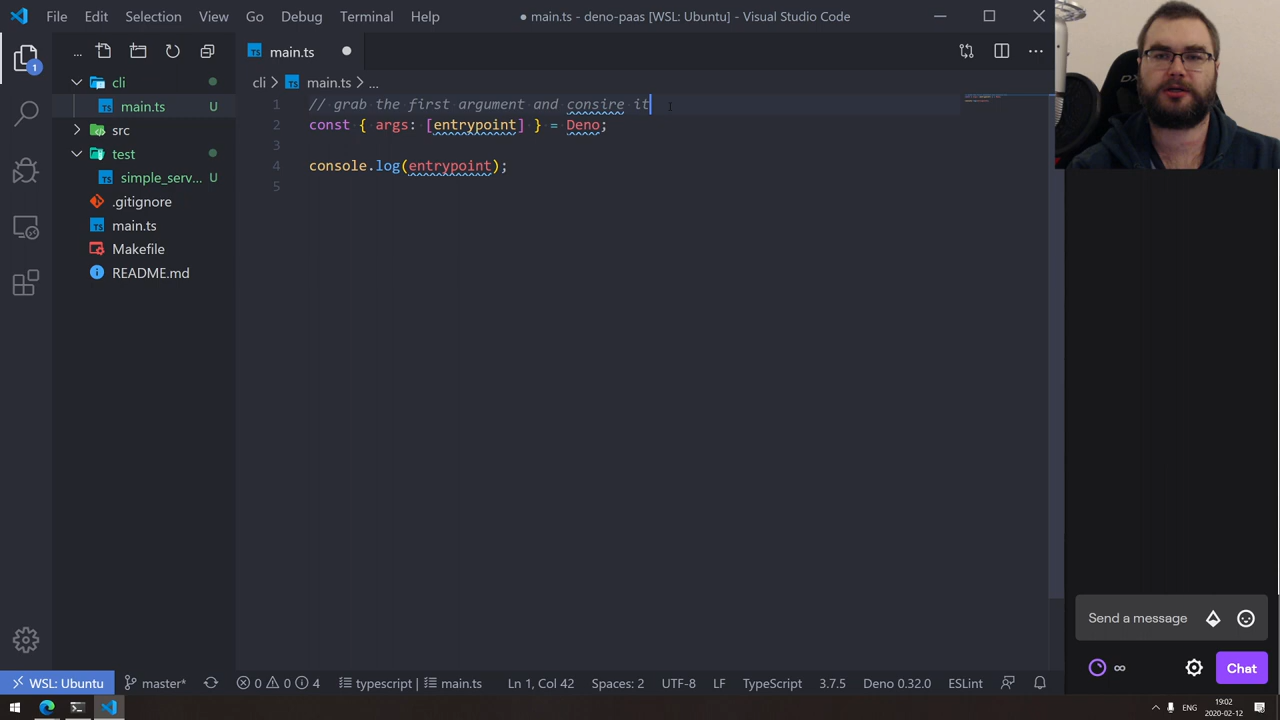 File Edit Selection View Go Debug Terminal Help
● main.ts - deno-paas [WSL: Ubuntu] - Visual Studio Code
...
cli
main.ts U
src
test
simple_serv... U
.gitignore
main.ts
Makefile
README.md
1
main.ts
cli > main.ts > ...
1 // grab the first argument and consire it
2 const { args: [entrypoint] } = Deno;
3
4 console.log(entrypoint);
5
Send a message
∞
Chat
WSL: Ubuntu master* 0 0 4 typescript | main.ts Ln 1, Col 42 Spaces: 2 UTF-8 LF TypeScript 3.7.5 Deno 0.32.0 ESLint
ENG
19:02
2020-02-12